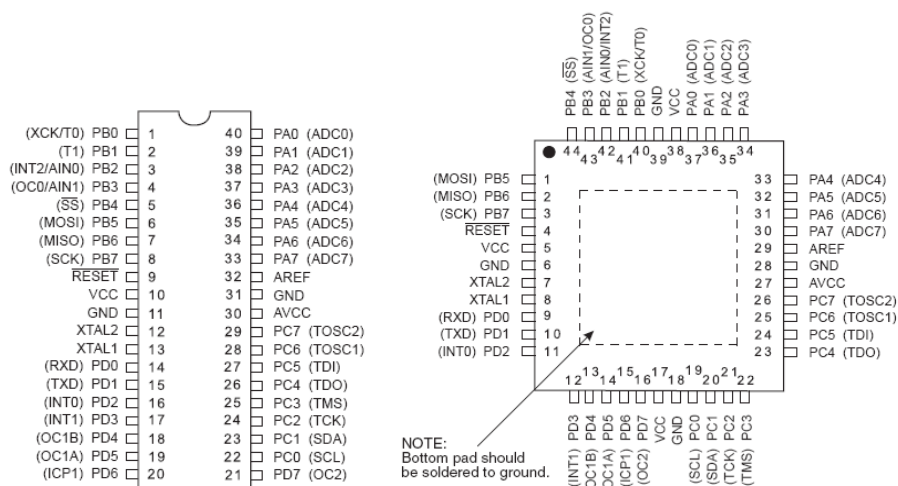 (XCK/T0) PB0 1 40 PA0 (ADC0)
(T1) PB1 2 39 PA1 (ADC1)
(INT2/AIN0) PB2 3 38 PA2 (ADC2)
(OC0/AIN1) PB3 4 37 PA3 (ADC3)
(SS) PB4 5 36 PA4 (ADC4)
(MOSI) PB5 6 35 PA5 (ADC5)
(MISO) PB6 7 34 PA6 (ADC6)
(SCK) PB7 8 33 PA7 (ADC7)
RESET 9 32 AREF
VCC 10 31 GND
GND 11 30 AVCC
XTAL2 12 29 PC7 (TOSC2)
XTAL1 13 28 PC6 (TOSC1)
(RXD) PD0 14 27 PC5 (TDI)
(TXD) PD1 15 26 PC4 (TDO)
(INT0) PD2 16 25 PC3 (TMS)
(INT1) PD3 17 24 PC2 (TCK)
(OC1B) PD4 18 23 PC1 (SDA)
(OC1A) PD5 19 22 PC0 (SCL)
(ICP1) PD6 20 21 PD7 (OC2)
PB4 (SS)
PB3 (AIN1/OC0)
PB2 (AIN0/INT2)
PB1 (T1)
PB0 (XCK/T0)
GND
VCC
PA0 (ADC0)
PA1 (ADC1)
PA2 (ADC2)
PA3 (ADC3)
44 43 42 41 40 39 38 37 36 35 34
(MOSI) PB5 1 33 PA4 (ADC4)
(MISO) PB6 2 32 PA5 (ADC5)
(SCK) PB7 3 31 PA6 (ADC6)
RESET 4 30 PA7 (ADC7)
VCC 5 29 AREF
GND 6 28 GND
XTAL2 7 27 AVCC
XTAL1 8 26 PC7 (TOSC2)
(RXD) PD0 9 25 PC6 (TOSC1)
(TXD) PD1 10 24 PC5 (TDI)
(INT0) PD2 11 23 PC4 (TDO)
12 13 14 15 16 17 18 19 20 21 22
(INT1) PD3
OC1B) PD4
OC1A) PD5
(ICP1) PD6
(OC2) PD7
VCC
GND
(SCL) PC0
(SDA) PC1
(TCK) PC2
(TMS) PC3
NOTE:
Bottom pad should
be soldered to ground.